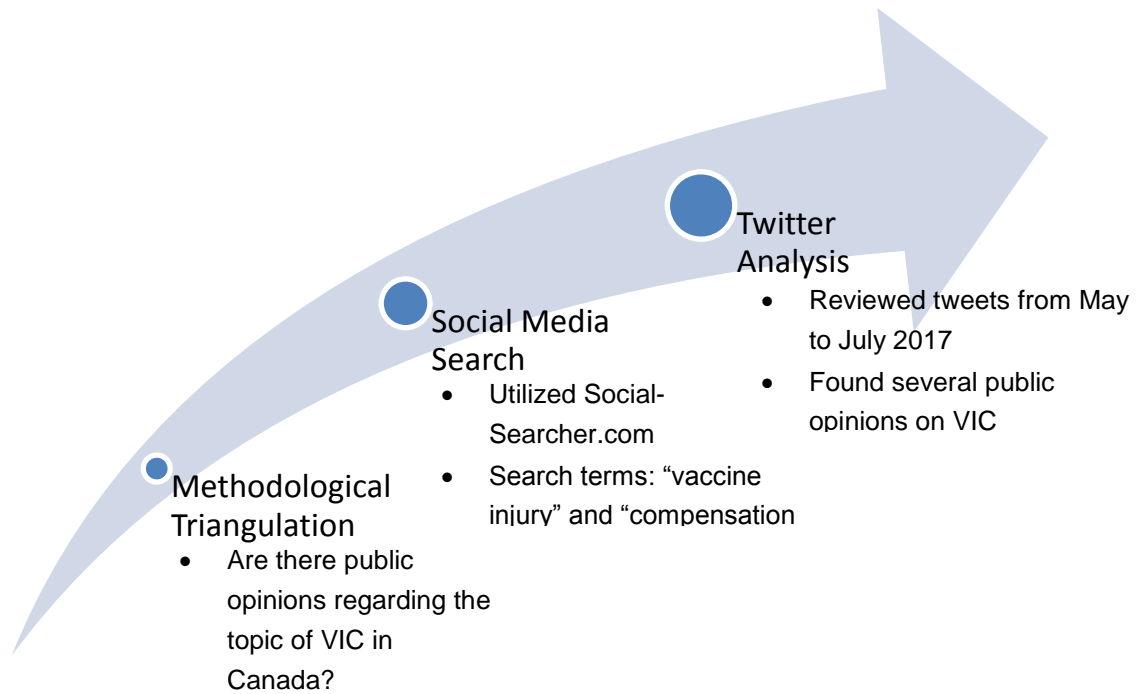 Methodological
Triangulation
• Are there public
opinions regarding the
topic of VIC in
Canada?
Social Media
Search
• Utilized Social-
Searcher.com
• Search terms: “vaccine
injury” and “compensation
Twitter
Analysis
• Reviewed tweets from May
to July 2017
• Found several public
opinions on VIC